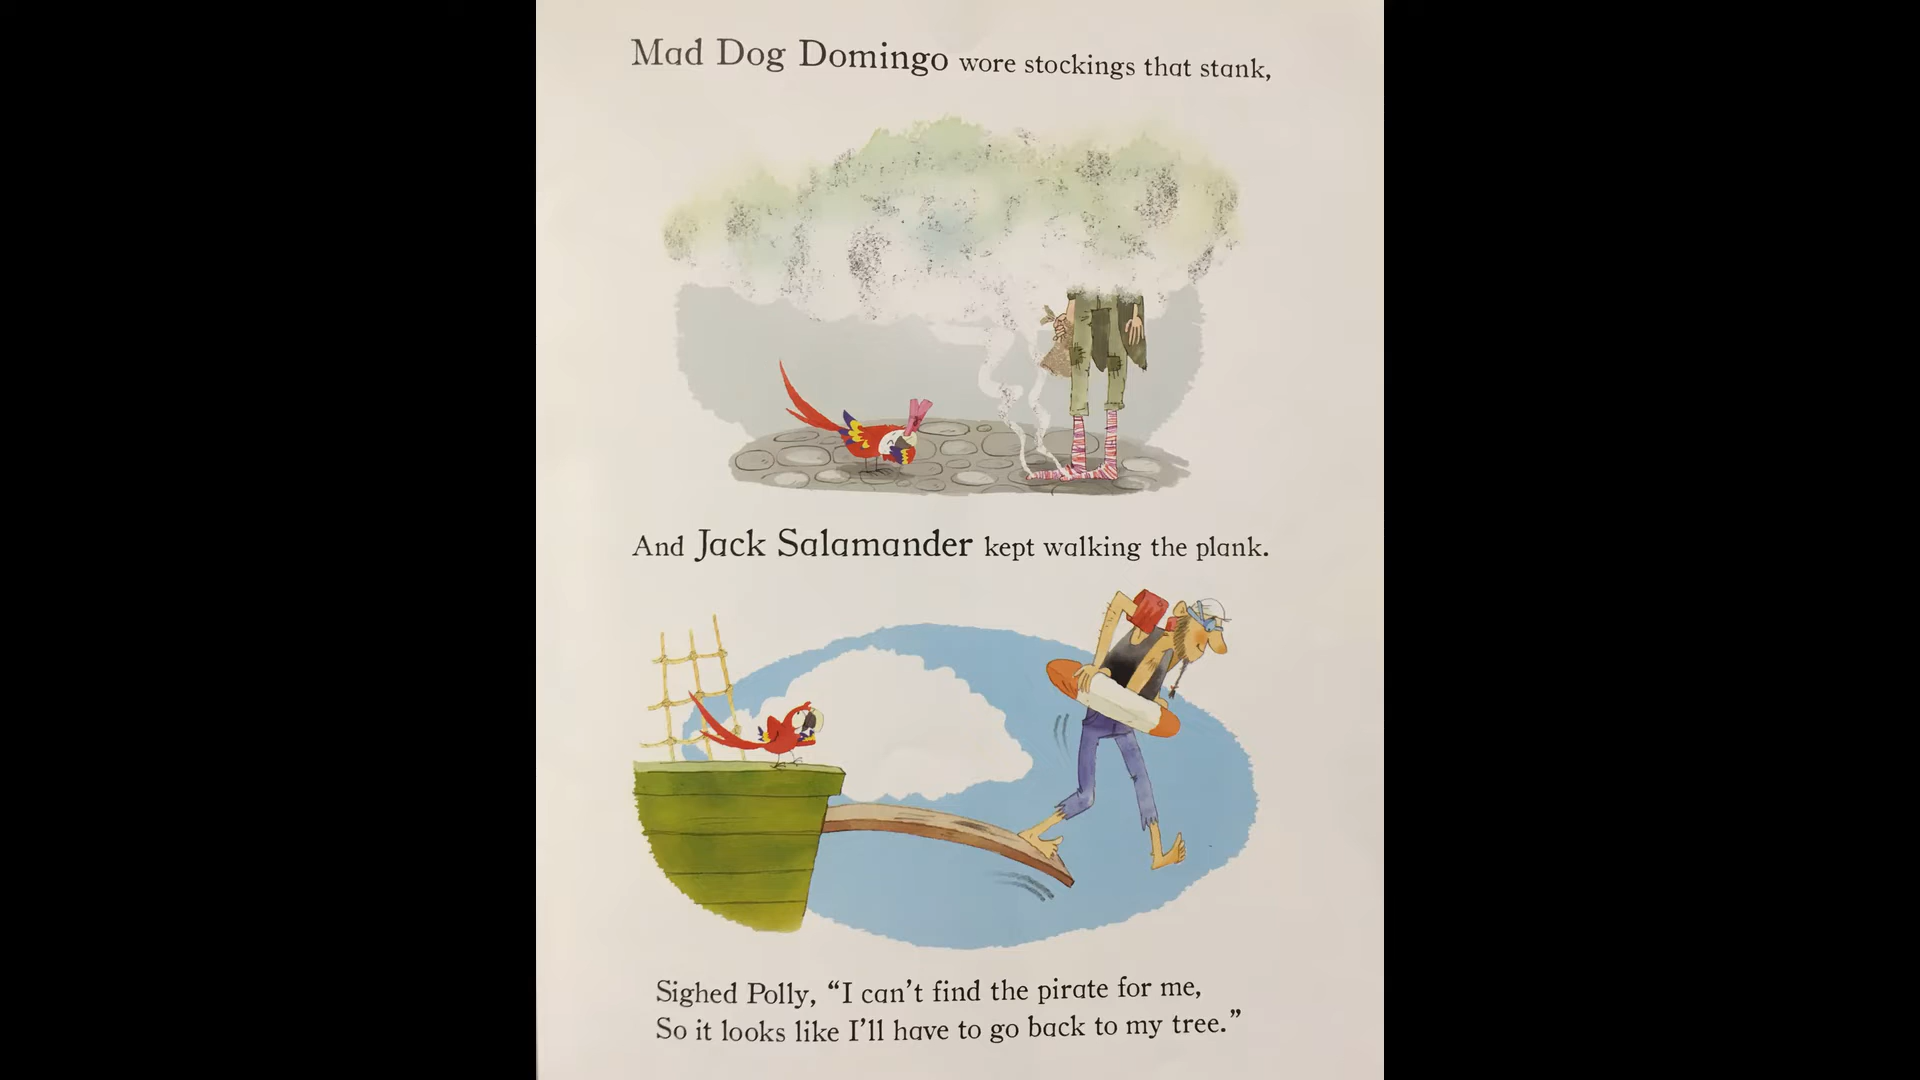 Mad Dog Domingo wore stockings that stank,
And Jack Salamander kept walking the plank.
Sighed Polly, “I can’t find the pirate for me,
So it looks like I’ll have to go back to my tree.”